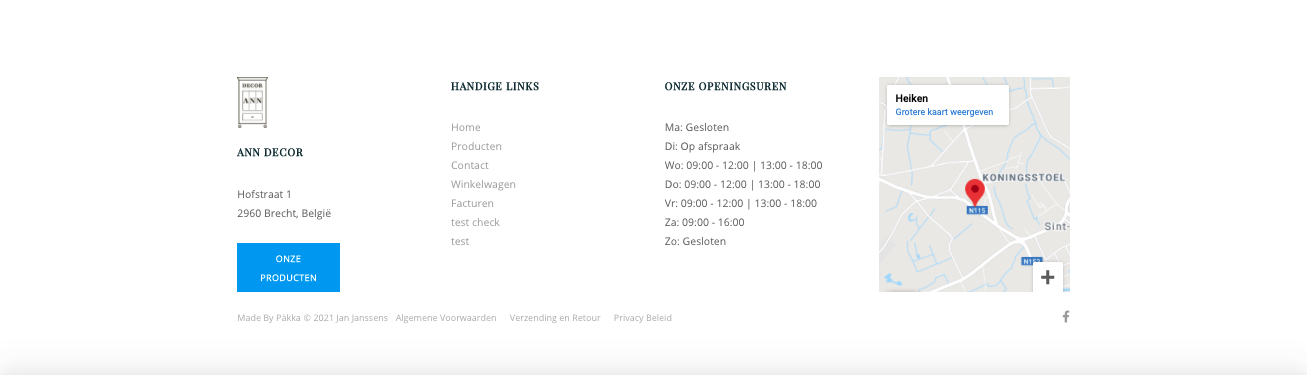 DECOR
ANN
ANN DECOR
Hofstraat 1
2960 Brecht, België
ONZE
PRODUCTEN
HANDIGE LINKS
Home
Producten
Contact
Winkelwagen
Facturen
test check
test
ONZE OPENINGSUREN
Ma: Gesloten
Di: Op afspraak
Wo: 09:00 - 12:00 | 13:00 - 18:00
Do: 09:00 - 12:00 | 13:00 - 18:00
Vr: 09:00 - 12:00 | 13:00 - 18:00
Za: 09:00 - 16:00
Zo: Gesloten
Heiken
Grotere kaart weergeven
KONINGSSTOEL
N115
Sint-
Made By Päkka © 2021 Jan Janssens Algemene Voorwaarden Verzending en Retour Privacy Beleid